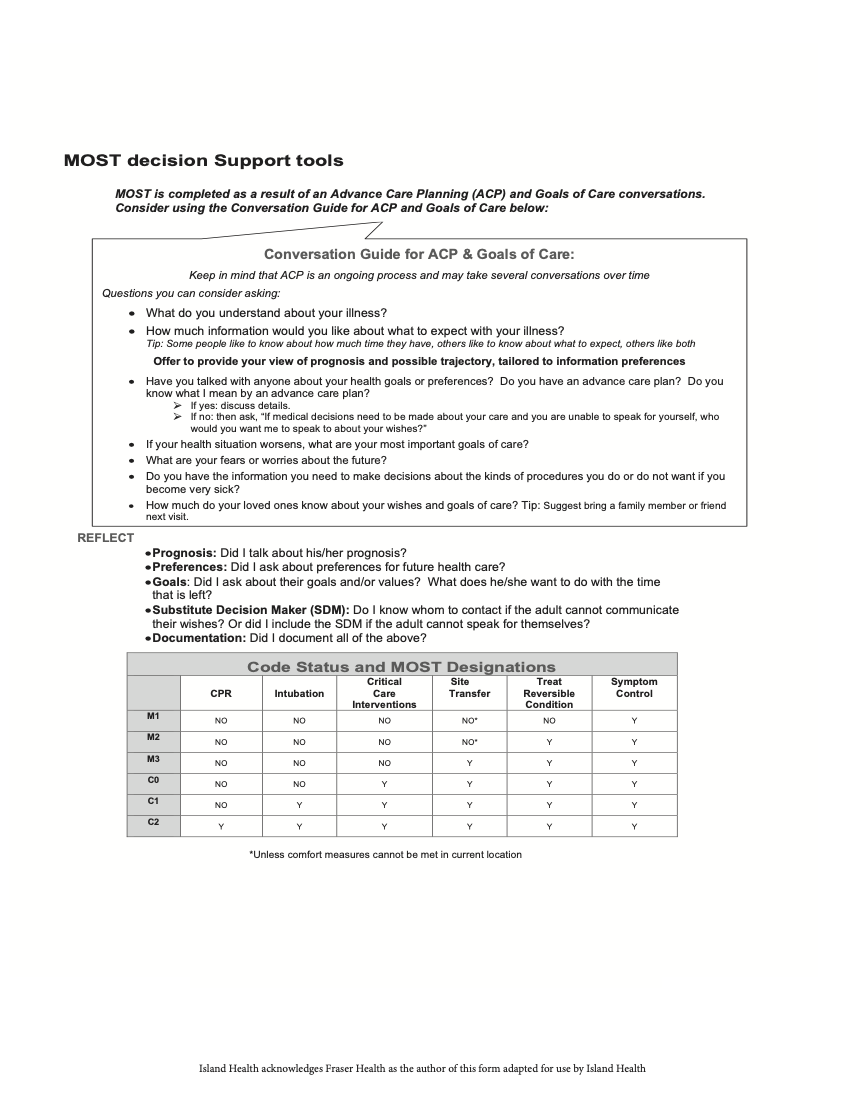 MOST decision Support tools
MOST is completed as a result of an Advance Care Planning (ACP) and Goals of Care conversations.
Consider using the Conversation Guide for ACP and Goals of Care below:
Conversation Guide for ACP & Goals of Care:
Keep in mind that ACP is an ongoing process and may take several conversations over time
Questions you can consider asking:
• What do you understand about your illness?
• How much information would you like about what to expect with your illness?
Tip: Some people like to know about how much time they have, others like to know about what to expect, others like both
Offer to provide your view of prognosis and possible trajectory, tailored to information preferences
• Have you talked with anyone about your health goals or preferences? Do you have an advance care plan? Do you
know what I mean by an advance care plan?
➢ If yes: discuss details.
➢ If no: then ask, “If medical decisions need to be made about your care and you are unable to speak for yourself, who
would you want me to speak to about your wishes?”
• If your health situation worsens, what are your most important goals of care?
• What are your fears or worries about the future?
• Do you have the information you need to make decisions about the kinds of procedures you do or do not want if you
become very sick?
• How much do your loved ones know about your wishes and goals of care? Tip: Suggest bring a family member or friend
next visit.
REFLECT
• Prognosis: Did I talk about his/her prognosis?
• Preferences: Did I ask about preferences for future health care?
• Goals: Did I ask about their goals and/or values? What does he/she want to do with the time
that is left?
• Substitute Decision Maker (SDM): Do I know whom to contact if the adult cannot communicate
their wishes? Or did I include the SDM if the adult cannot speak for themselves?
• Documentation: Did I document all of the above?
Code Status and MOST Designations
CPR Intubation Critical Care Interventions Site Transfer Treat Reversible Condition Symptom Control
M1 NO NO NO NO* NO Y
M2 NO NO NO NO* Y Y
M3 NO NO NO Y Y Y
C0 NO NO Y Y Y Y
C1 NO Y Y Y Y Y
C2 Y Y Y Y Y Y
*Unless comfort measures cannot be met in current location
Island Health acknowledges Fraser Health as the author of this form adapted for use by Island Health